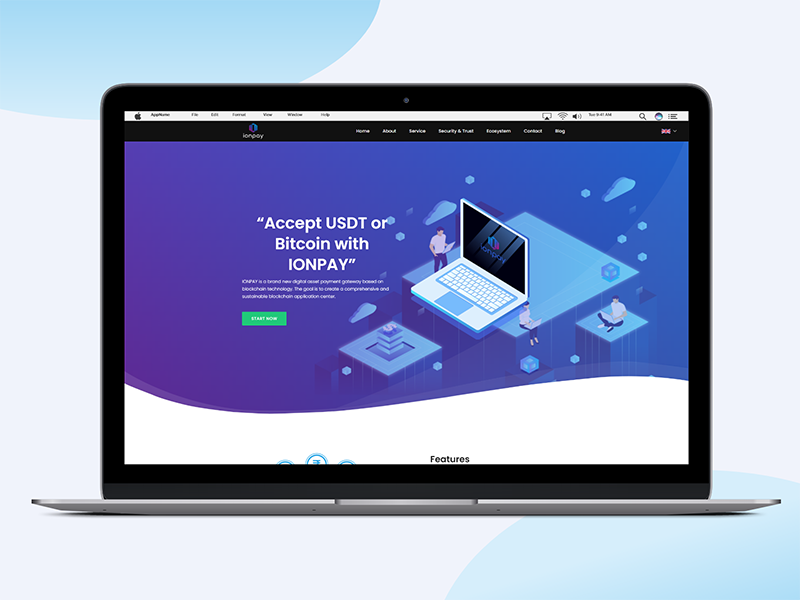 AppName File Edit Format View Window Help Tue 9:41 AM
ionpay
Home About Service Security & Trust Ecosystem Contact Blog
“Accept USDT or
Bitcoin with
IONPAY”
IONPAY is a brand new digital asset payment gateway based on
blockchain technology. The goal is to create a comprehensive and
sustainable blockchain application center.
START NOW
ionpay
Features